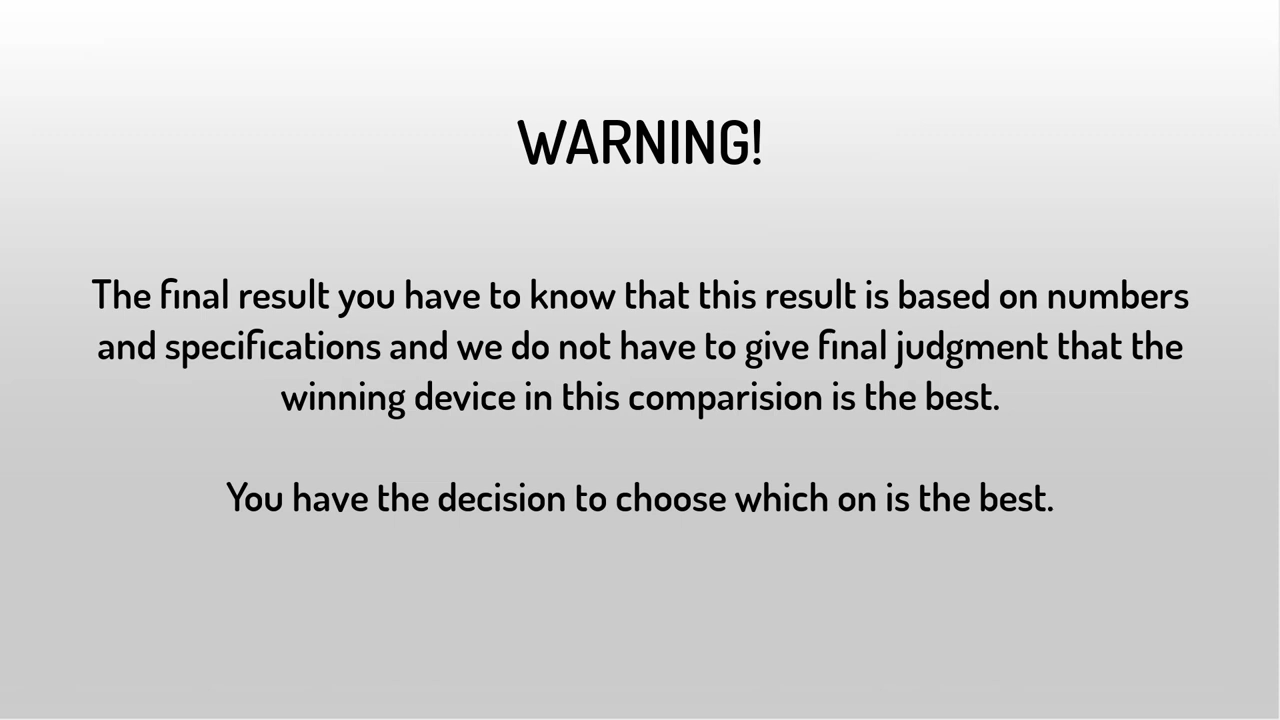 WARNING!
The final result you have to know that this result is based on numbers
and specifications and we do not have to give final judgment that the
winning device in this comparision is the best.
You have the decision to choose which on is the best.